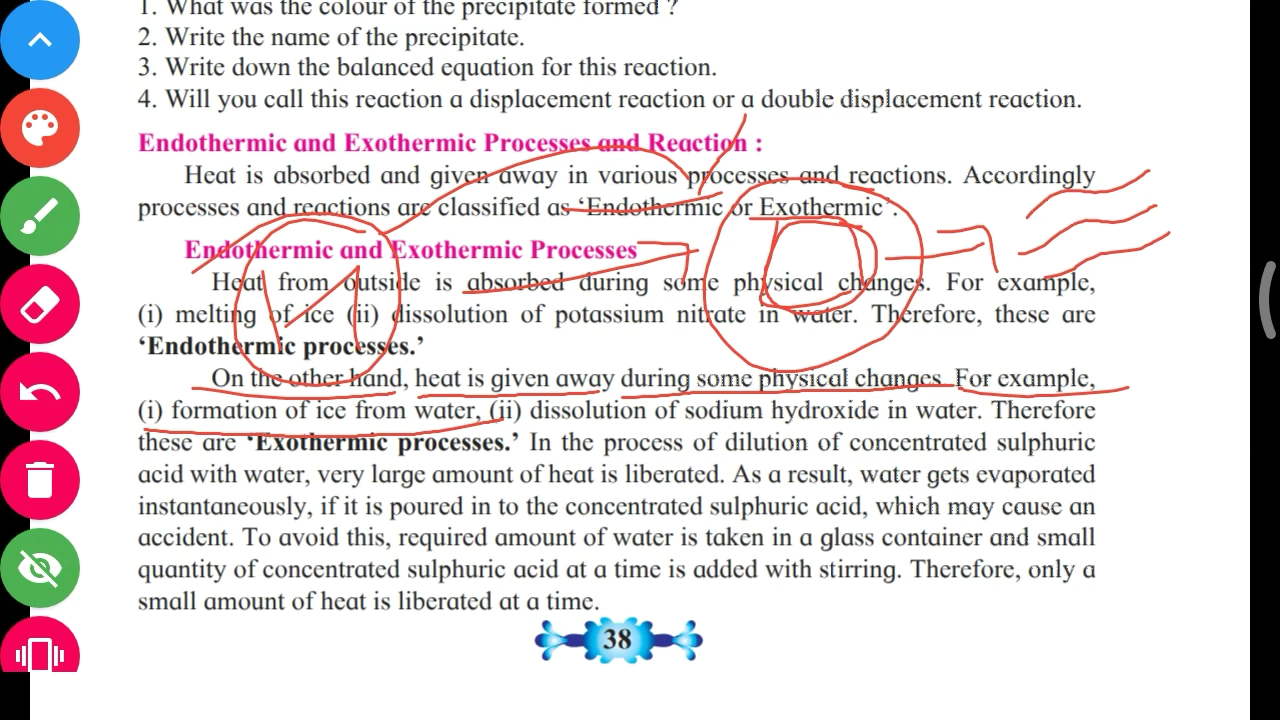 1. What was the colour of the precipitate formed ?
2. Write the name of the precipitate.
3. Write down the balanced equation for this reaction.
4. Will you call this reaction a displacement reaction or a double displacement reaction.
Endothermic and Exothermic Processes and Reaction :
Heat is absorbed and given away in various processes and reactions. Accordingly
processes and reactions are classified as ‘Endothermic or Exothermic’.
Endothermic and Exothermic Processes
Heat from outside is absorbed during some physical changes. For example,
(i) melting of ice (ii) dissolution of potassium nitrate in water. Therefore, these are
‘Endothermic processes.’
On the other hand, heat is given away during some physical changes. For example,
(i) formation of ice from water, (ii) dissolution of sodium hydroxide in water. Therefore
these are ‘Exothermic processes.’ In the process of dilution of concentrated sulphuric
acid with water, very large amount of heat is liberated. As a result, water gets evaporated
instantaneously, if it is poured in to the concentrated sulphuric acid, which may cause an
accident. To avoid this, required amount of water is taken in a glass container and small
quantity of concentrated sulphuric acid at a time is added with stirring. Therefore, only a
small amount of heat is liberated at a time.
38